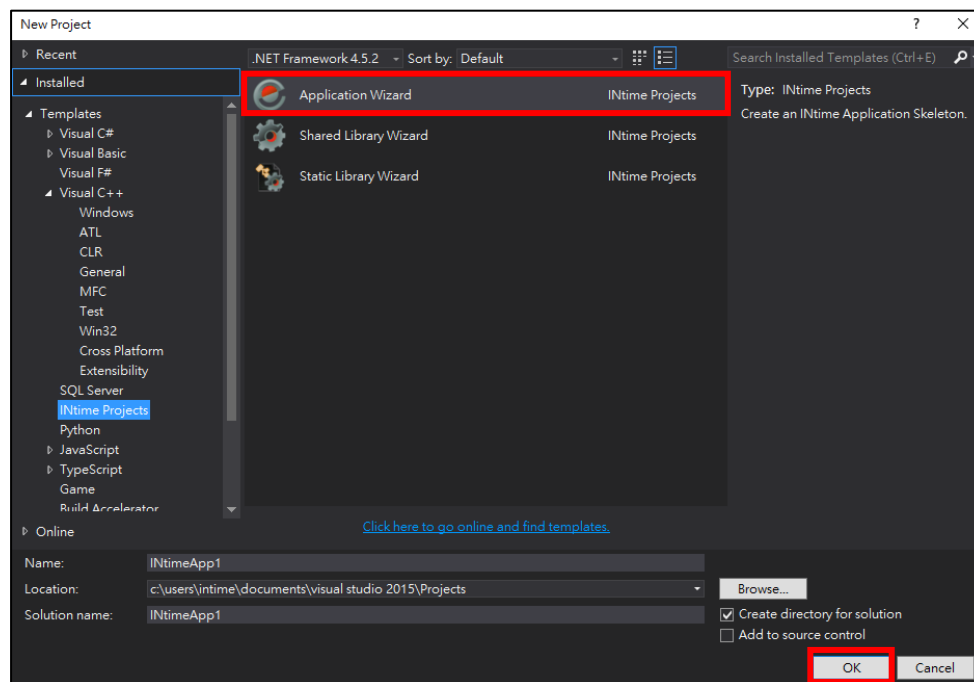 New Project
Recent
.NET Framework 4.5.2 Sort by: Default
Search Installed Templates (Ctrl+E)
Installed
Templates
Visual C#
Visual Basic
Visual F#
Visual C++
Windows
ATL
CLR
General
MFC
Test
Win32
Cross Platform
Extensibility
SQL Server
INtime Projects
Python
JavaScript
TypeScript
Game
Build Accelerator
Online
Application Wizard INtime Projects
Shared Library Wizard INtime Projects
Static Library Wizard INtime Projects
Type: INtime Projects
Create an INtime Application Skeleton.
Click here to go online and find templates.
Name: INtimeApp1
Location: c:\users\intime\documents\visual studio 2015\Projects Browse...
Solution name: INtimeApp1
Create directory for solution
Add to source control
OK Cancel